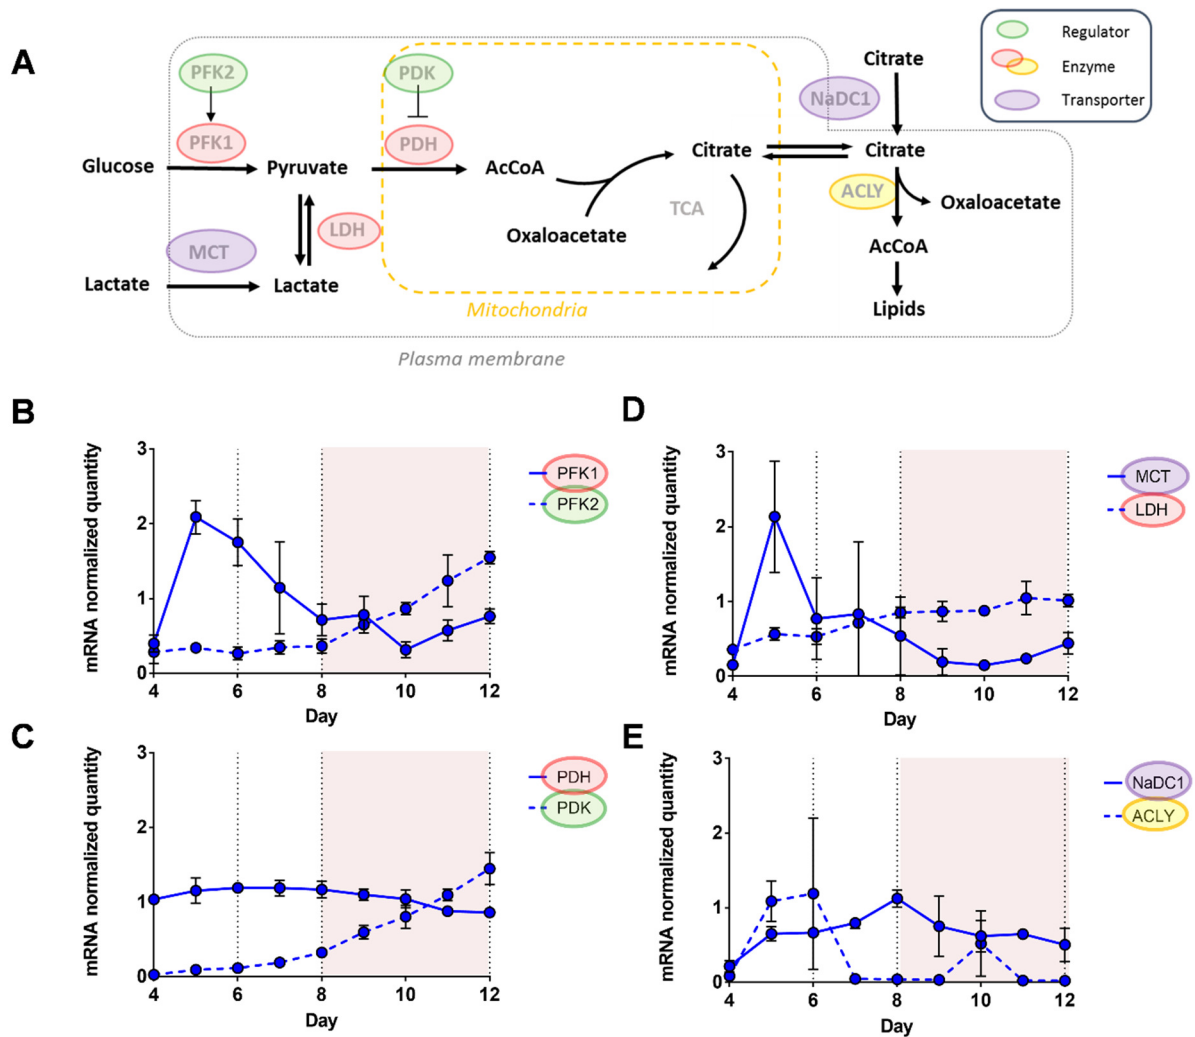 A
PFK2
PDK
Citrate
Regulator
Enzyme
Transporter
NaDC1
PFK1
PDH
Glucose
Pyruvate
AcCoA
Citrate
Citrate
ACLY
Oxaloacetate
LDH
TCA
MCT
Oxaloacetate
AcCoA
Lactate
Lactate
Lipids
Mitochondria
Plasma membrane
B
mRNA normalized quantity
3
2
1
0
4
6
8
10
12
Day
PFK1
PFK2
D
mRNA normalized quantity
3
2
1
0
4
6
8
10
12
Day
MCT
LDH
C
mRNA normalized quantity
3
2
1
0
4
6
8
10
12
Day
PDH
PDK
E
mRNA normalized quantity
3
2
1
0
4
6
8
10
12
Day
NaDC1
ACLY